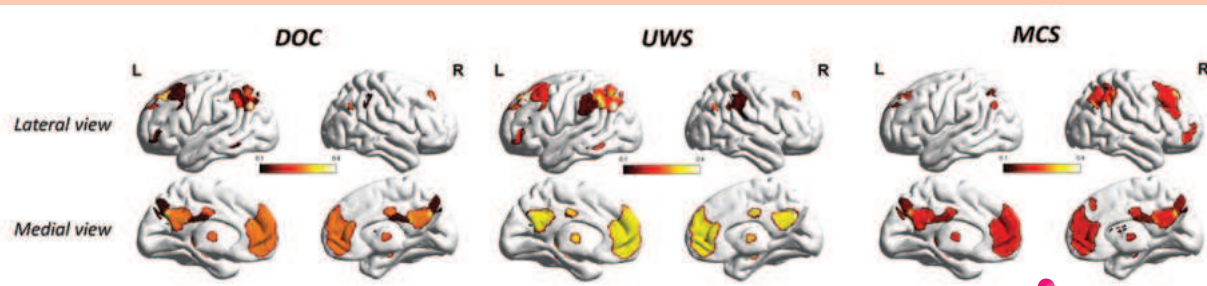 DOC UWS MCS
L R L R L R
Lateral view
Medial view